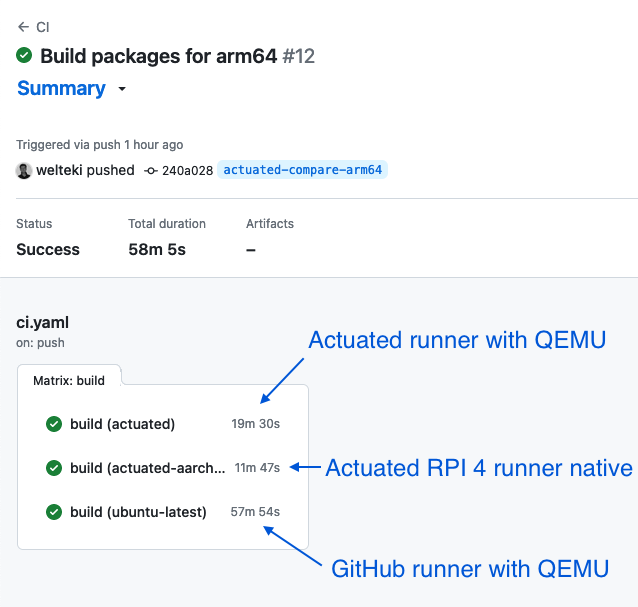 ← CI
Build packages for arm64 #12
Summary
Triggered via push 1 hour ago
welteki pushed 240a028 actuated-compare-arm64
Status Total duration Artifacts
Success 58m 5s –
ci.yaml
on: push
Actuated runner with QEMU
Matrix: build
build (actuated) 19m 30s
build (actuated-aarch... 11m 47s
Actuated RPI 4 runner native
build (ubuntu-latest) 57m 54s
GitHub runner with QEMU